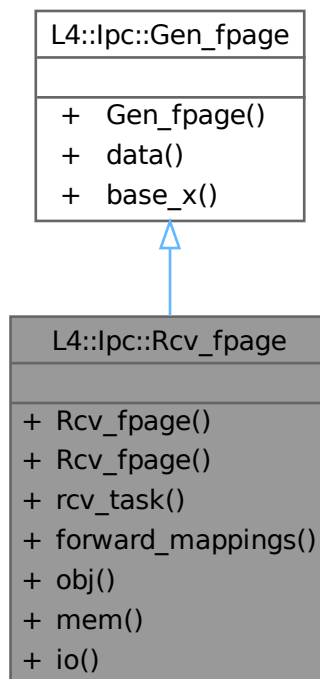 L4::Ipc::Gen_fpage
+ Gen_fpage()
+ data()
+ base_x()
L4::Ipc::Rcv_fpage
+ Rcv_fpage()
+ Rcv_fpage()
+ rcv_task()
+ forward_mappings()
+ obj()
+ mem()
+ io()